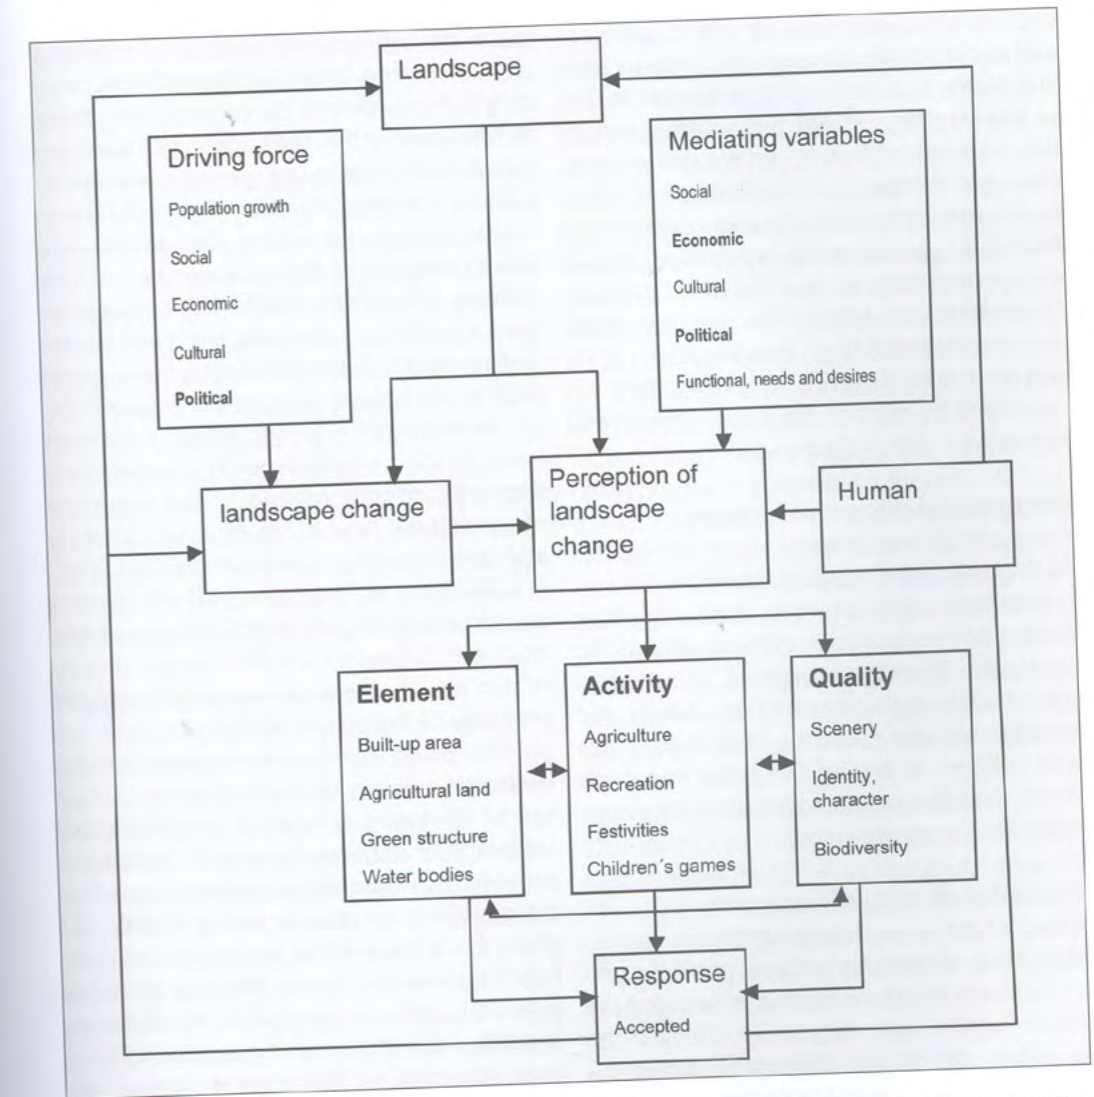 Landscape
Driving force
Population growth
Social
Economic
Cultural
Political
Mediating variables
Social
Economic
Cultural
Political
Functional, needs and desires
landscape change
Perception of
landscape
change
Human
Element
Built-up area
Agricultural land
Green structure
Water bodies
Activity
Agriculture
Recreation
Festivities
Children´s games
Quality
Scenery
Identity,
character
Biodiversity
Response
Accepted